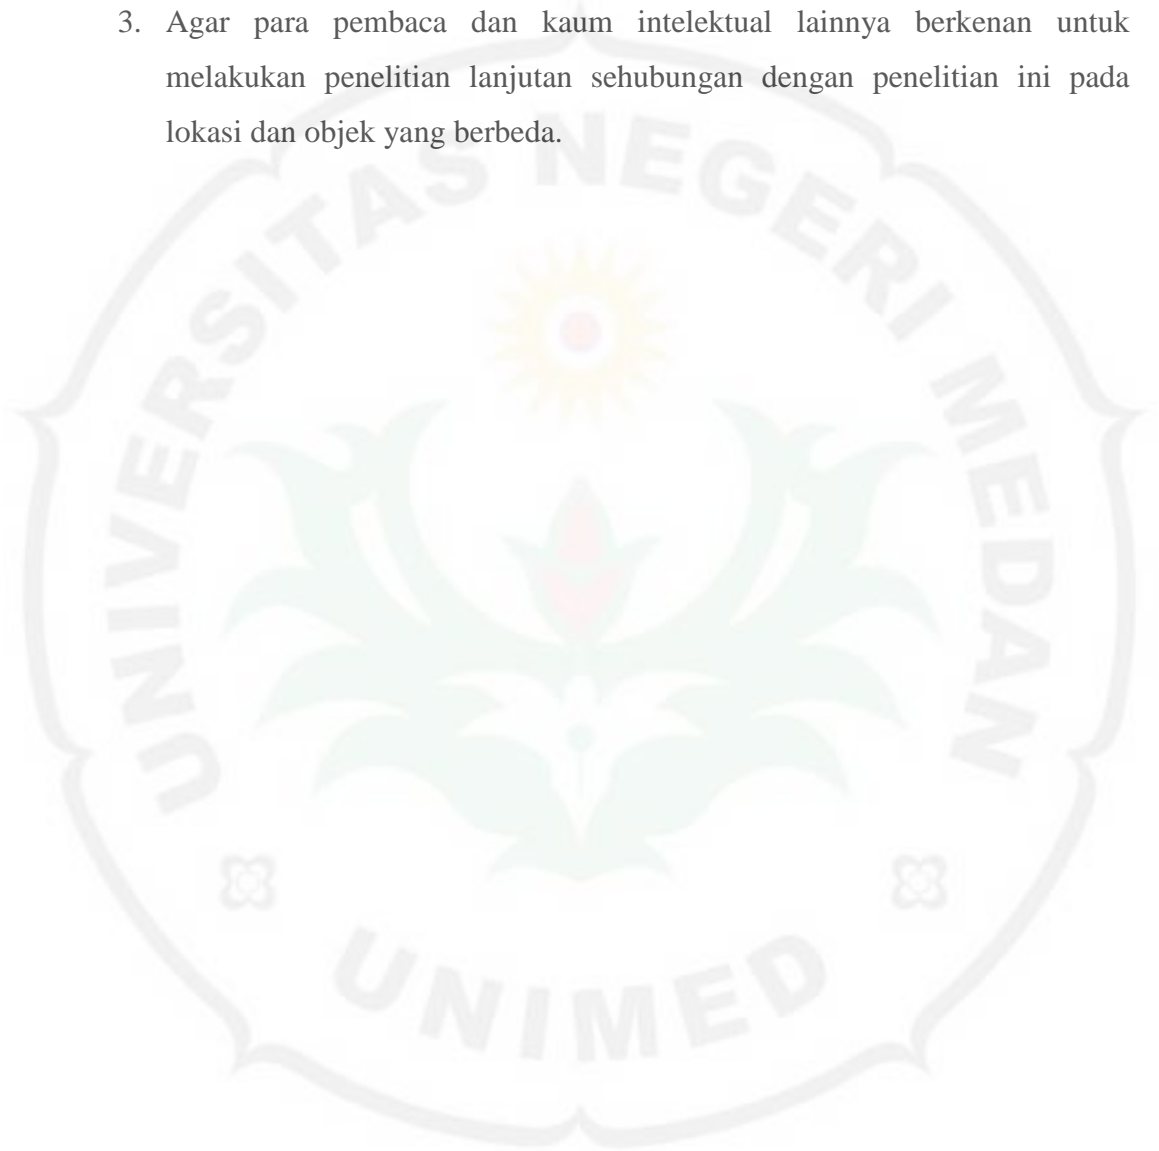 3. Agar para pembaca dan kaum intelektual lainnya berkenan untuk
melakukan penelitian lanjutan sehubungan dengan penelitian ini pada
lokasi dan objek yang berbeda.
UNIVERSITAS NEGERI MEDAN
UNIMED